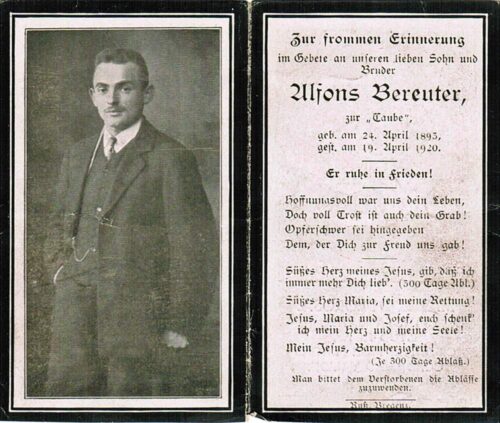 Zur frommen Erinnerung
im Gebete an unseren lieben Sohn und
Bruder
Alfons Bereuter,
zur „Taube",
geb. am 24. April 1895,
gest. am 19. April 1920.
Er ruhe in Frieden!
Hoffnungsvoll war uns dein Leben,
Doch voll Trost ist auch dein Grab!
Opferschwer sei hingegeben
Dem, der Dich zur Freud uns gab!
Süßes Herz meines Jesus, gib, daß ich
immer mehr Dich lieb'. (300 Tage Abl.)
Süßes Herz Maria, sei meine Rettung!
Jesus, Maria und Josef, euch schenk'
ich mein Herz und meine Seele!
Mein Jesus, Barmherzigkeit!
(Je 300 Tage Ablaß.)
Man bittet dem Verstorbenen die Ablässe
zuzuwenden.
Bregenz.